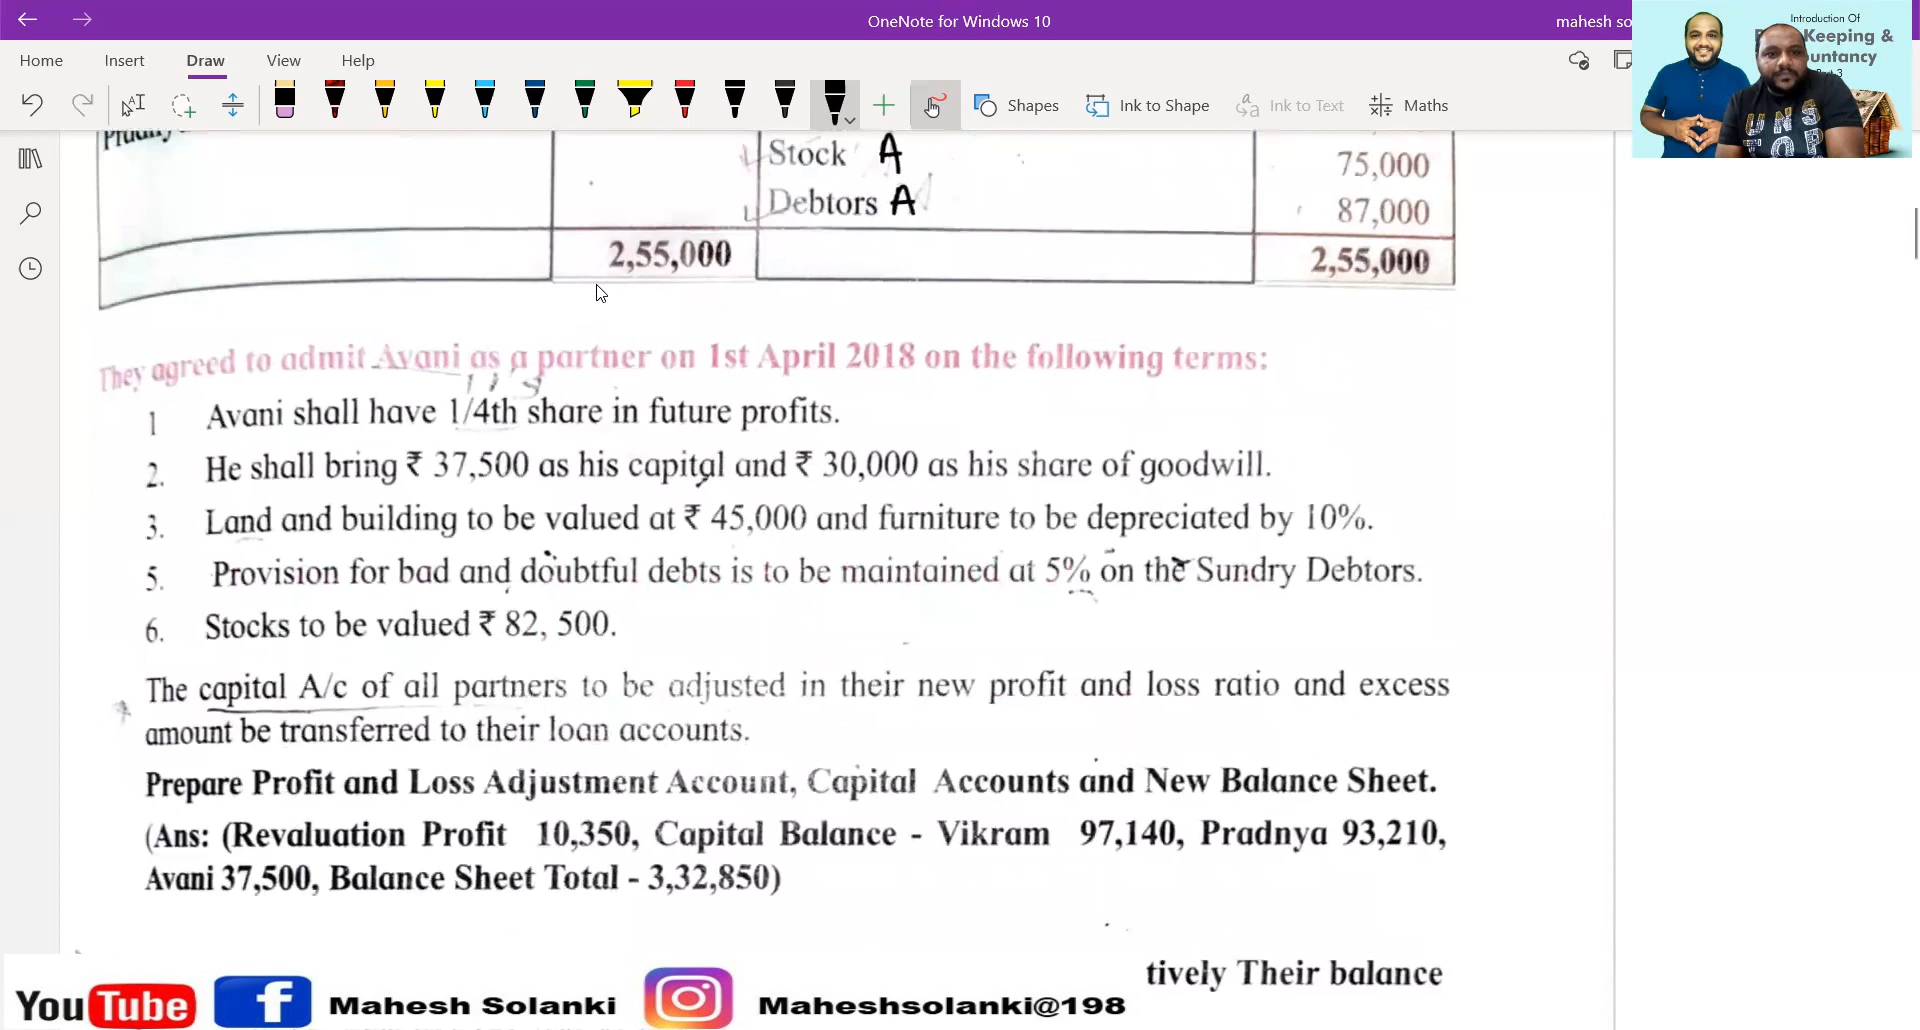 OneNote for Windows 10
mahesh so
Home Insert Draw View Help
Shapes Ink to Shape Ink to Text Maths
Introduction Of
Keeping &
untancy
UNS
TOP
Stock A 75,000
Debtors A 87,000
2,55,000 2,55,000
They agreed to admit Avani as a partner on 1st April 2018 on the following terms:
1 Avani shall have 1/4th share in future profits.
2. He shall bring ₹ 37,500 as his capital and ₹ 30,000 as his share of goodwill.
3. Land and building to be valued at ₹ 45,000 and furniture to be depreciated by 10%.
5. Provision for bad and doubtful debts is to be maintained at 5% on the Sundry Debtors.
6. Stocks to be valued ₹ 82, 500.
The capital A/c of all partners to be adjusted in their new profit and loss ratio and excess
amount be transferred to their loan accounts.
Prepare Profit and Loss Adjustment Account, Capital Accounts and New Balance Sheet.
(Ans: (Revaluation Profit 10,350, Capital Balance - Vikram 97,140, Pradnya 93,210,
Avani 37,500, Balance Sheet Total - 3,32,850)
tively Their balance
YouTube f Mahesh Solanki Maheshsolanki@198